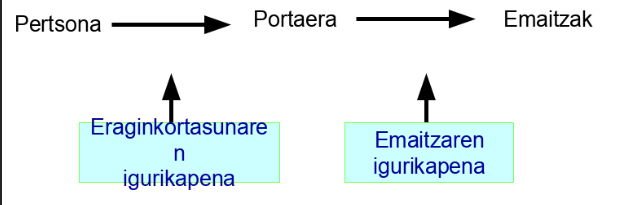 Pertsona
Portaera
Emaitzak
Eraginkortasunare
n
igurikapena
Emaitzaren
igurikapena